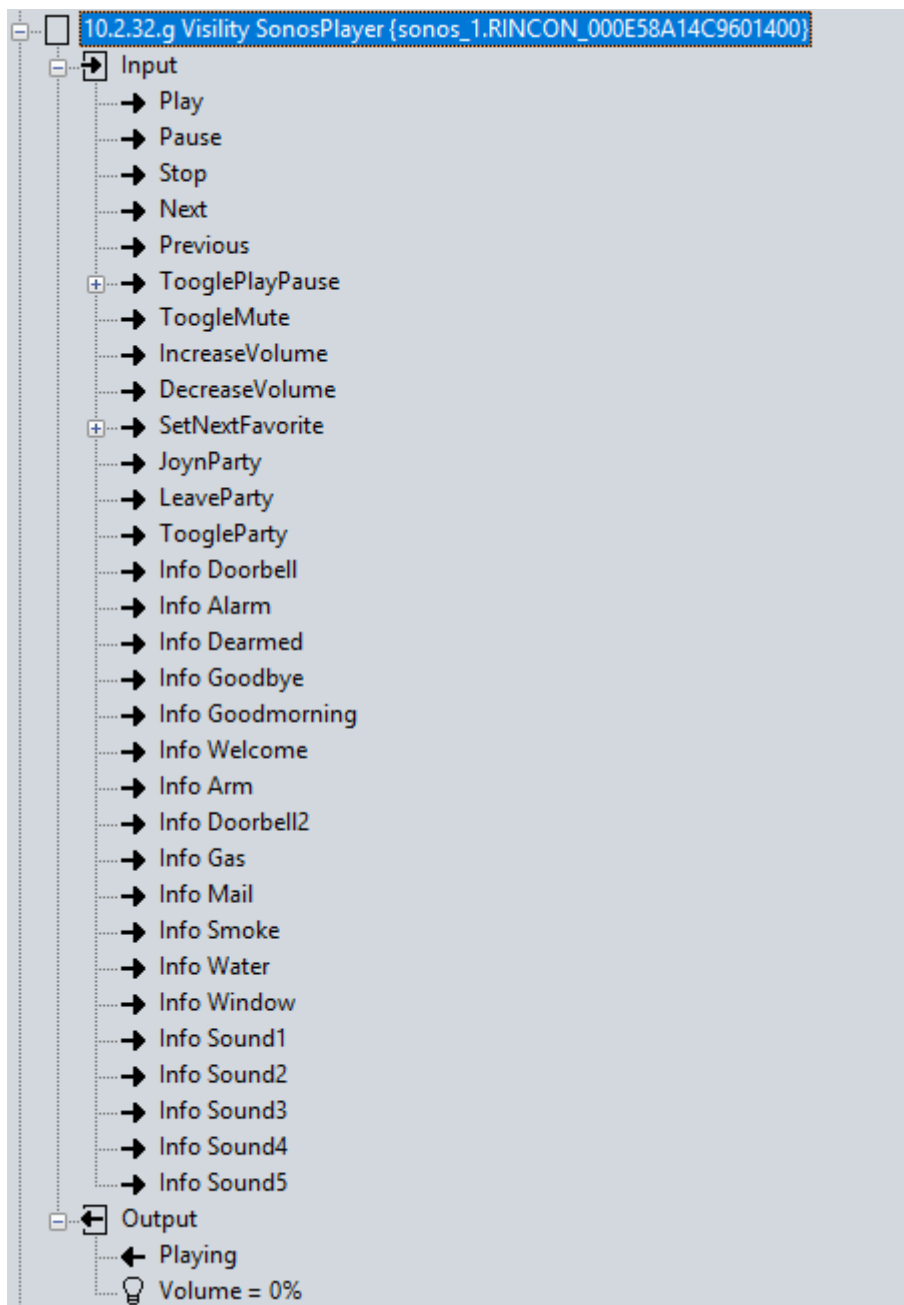 10.2.32.g Visility SonosPlayer {sonos_1.RINCON_000E58A14C9601400}
Input
Play
Pause
Stop
Next
Previous
TooglePlayPause
ToogleMute
IncreaseVolume
DecreaseVolume
SetNextFavorite
JoynParty
LeaveParty
ToogleParty
Info Doorbell
Info Alarm
Info Dearmed
Info Goodbye
Info Goodmorning
Info Welcome
Info Arm
Info Doorbell2
Info Gas
Info Mail
Info Smoke
Info Water
Info Window
Info Sound1
Info Sound2
Info Sound3
Info Sound4
Info Sound5
Output
Playing
Volume = 0%